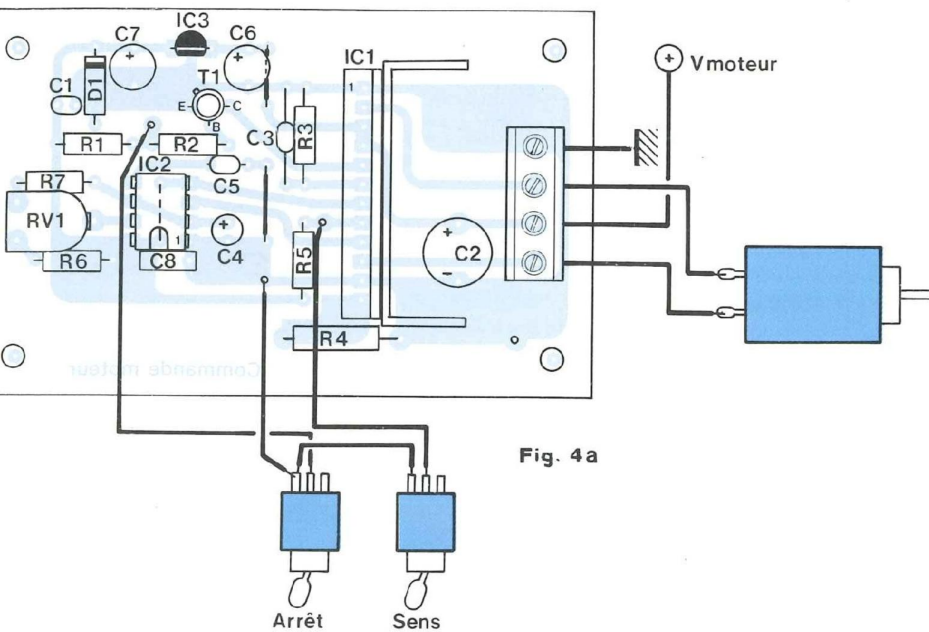 IC3
C7
C6
IC1
T1
C1
D1
E
C
B
1
C3
R3
R1
R2
IC2
C5
R7
RV1
1
C4
R5
C2
R6
C8
R4
Commande moteur
V moteur
Fig. 4a
Arrêt
Sens